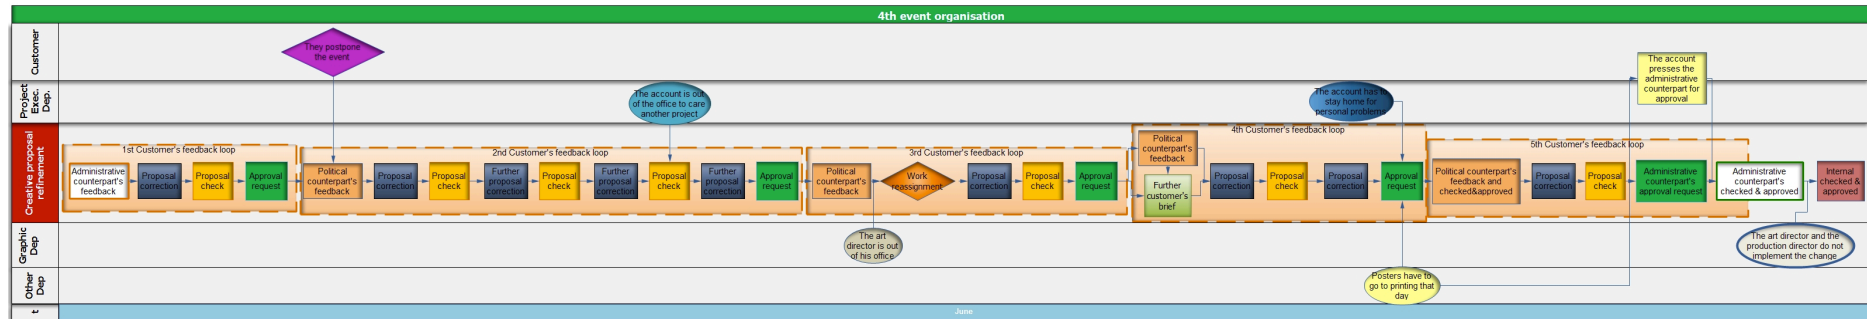 4th event organisation
Customer
They postpone
the event
The account
presses the
administrative
counterpart for
approval
Project
Exec.
Dep.
The account is out
of the office to care
another project
The account has to
stay home for
personal problems
Creative proposal
refinement
1st Customer's feedback loop
Administrative
counterpart's
feedback
Proposal
correction
Proposal
check
Approval
request
2nd Customer's feedback loop
Political
counterpart's
feedback
Proposal
correction
Proposal
check
Further
proposal
correction
Proposal
check
Further
proposal
correction
Proposal
check
Further
proposal
correction
Approval
request
3rd Customer's feedback loop
Political
counterpart's
feedback
Work
reassignment
Proposal
correction
Proposal
check
Approval
request
4th Customer's feedback loop
Political
counterpart's
feedback
Further
customer's
brief
Proposal
correction
Proposal
check
Proposal
correction
Approval
request
5th Customer's feedback loop
Political counterpart's
feedback and
checked&approved
Proposal
correction
Proposal
check
Administrative
counterpart's
approval request
Administrative
counterpart's
checked & approved
Internal
checked &
approved
Graphic
Dep
The art
director is out
of his office
The art director and the
production director do not
implement the change
Other
Dep
Posters have to
go to printing that
day
t
June